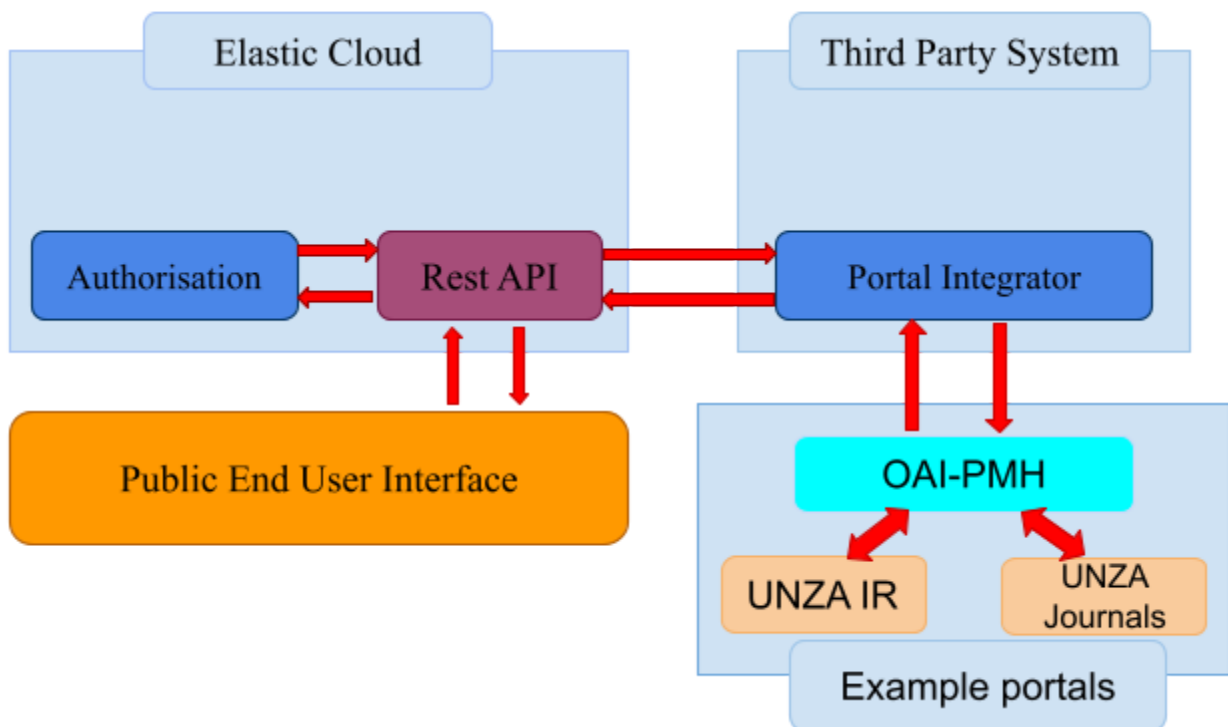 Elastic Cloud
Third Party System
Authorisation
Rest API
Portal Integrator
Public End User Interface
OAI-PMH
UNZA IR
UNZA
Journals
Example portals